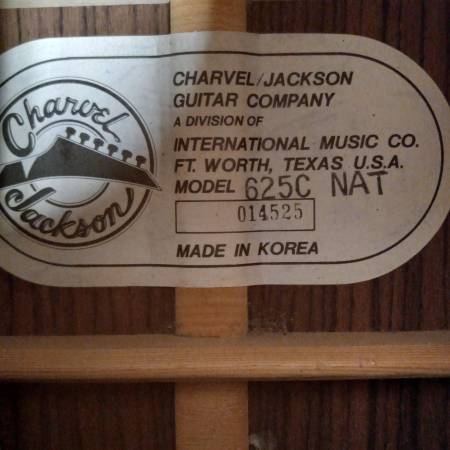 Charvel
Jackson
CHARVEL/JACKSON
GUITAR COMPANY
A DIVISION OF
INTERNATIONAL MUSIC CO.
FT. WORTH, TEXAS U.S.A.
MODEL 625C NAT
014525
MADE IN KOREA